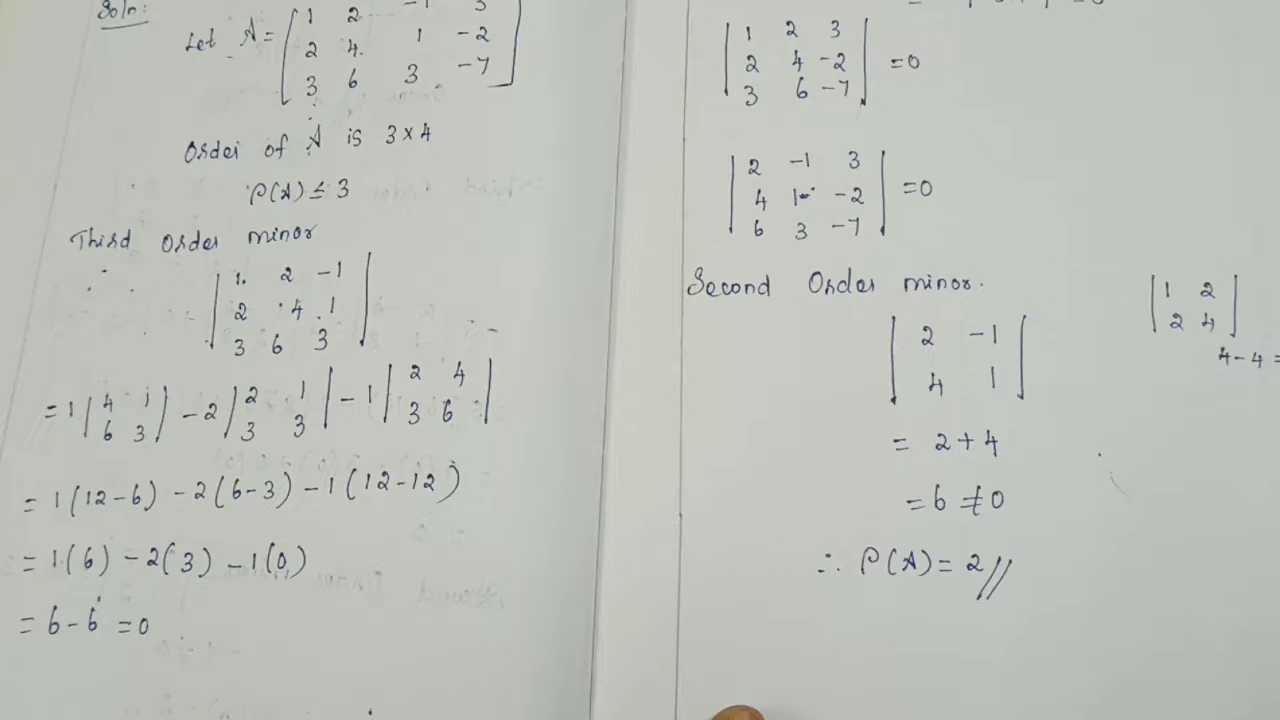 Soln:
Let A = [ 1 2 -1 3
2 4 1 -2
3 6 3 -7 ]
Order of A is 3 × 4
ρ(A) ≤ 3
Third Order minor
| 1 2 -1 |
| 2 4 1 |
| 3 6 3 |
= 1 | 4 1 | - 2 | 2 1 | - 1 | 2 4 |
| 6 3 | | 3 3 | | 3 6 |
= 1 (12 - 6) - 2 (6 - 3) - 1 (12 - 12)
= 1 (6) - 2 (3) - 1 (0)
= 6 - 6 = 0
| 1 2 3 |
| 2 4 -2 | = 0
| 3 6 -7 |
| 2 -1 3 |
| 4 1 -2 | = 0
| 6 3 -7 |
Second Order minor.
| 2 -1 |
| 4 1 |
= 2 + 4
= 6 ≠ 0
∴ ρ(A) = 2 //
| 1 2 |
| 2 4 |
4 - 4 =